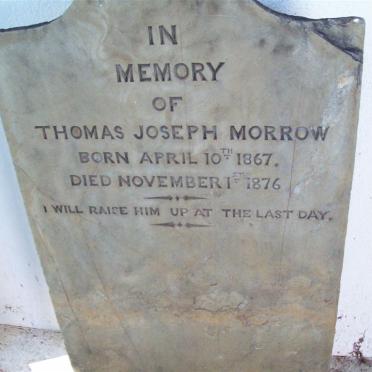 IN
MEMORY
OF
THOMAS JOSEPH MORROW
BORN APRIL 10TH 1867.
DIED NOVEMBER 1ST 1876
I WILL RAISE HIM UP AT THE LAST DAY.